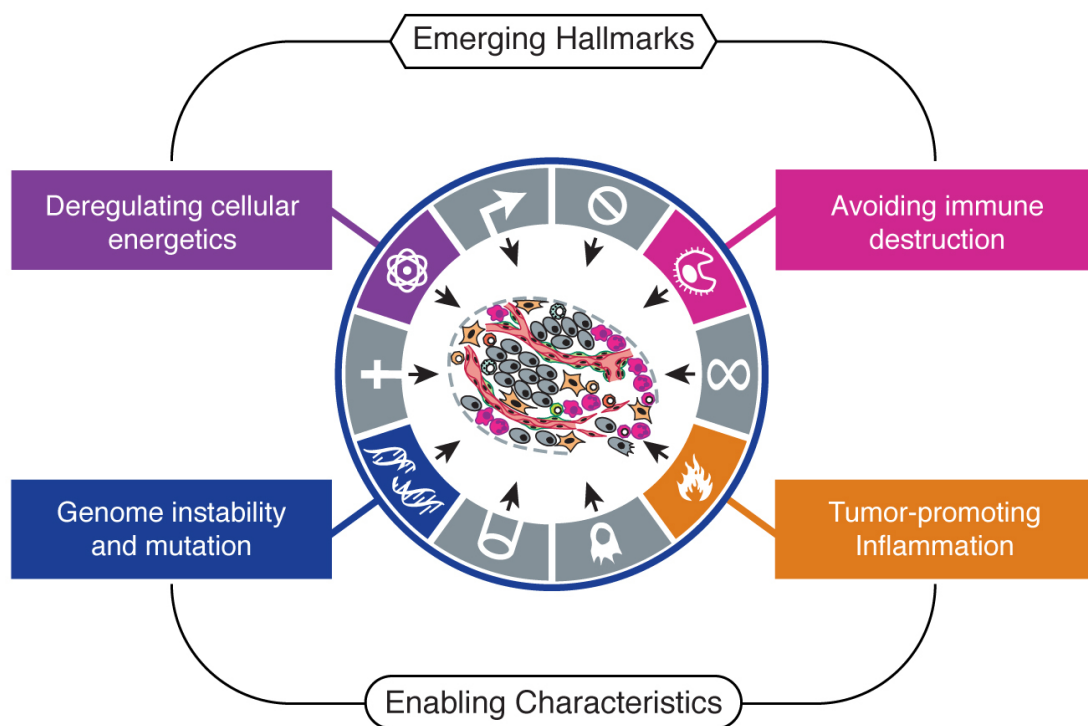 Emerging Hallmarks
Deregulating cellular
energetics
Avoiding immune
destruction
Genome instability
and mutation
Tumor-promoting
Inflammation
Enabling Characteristics